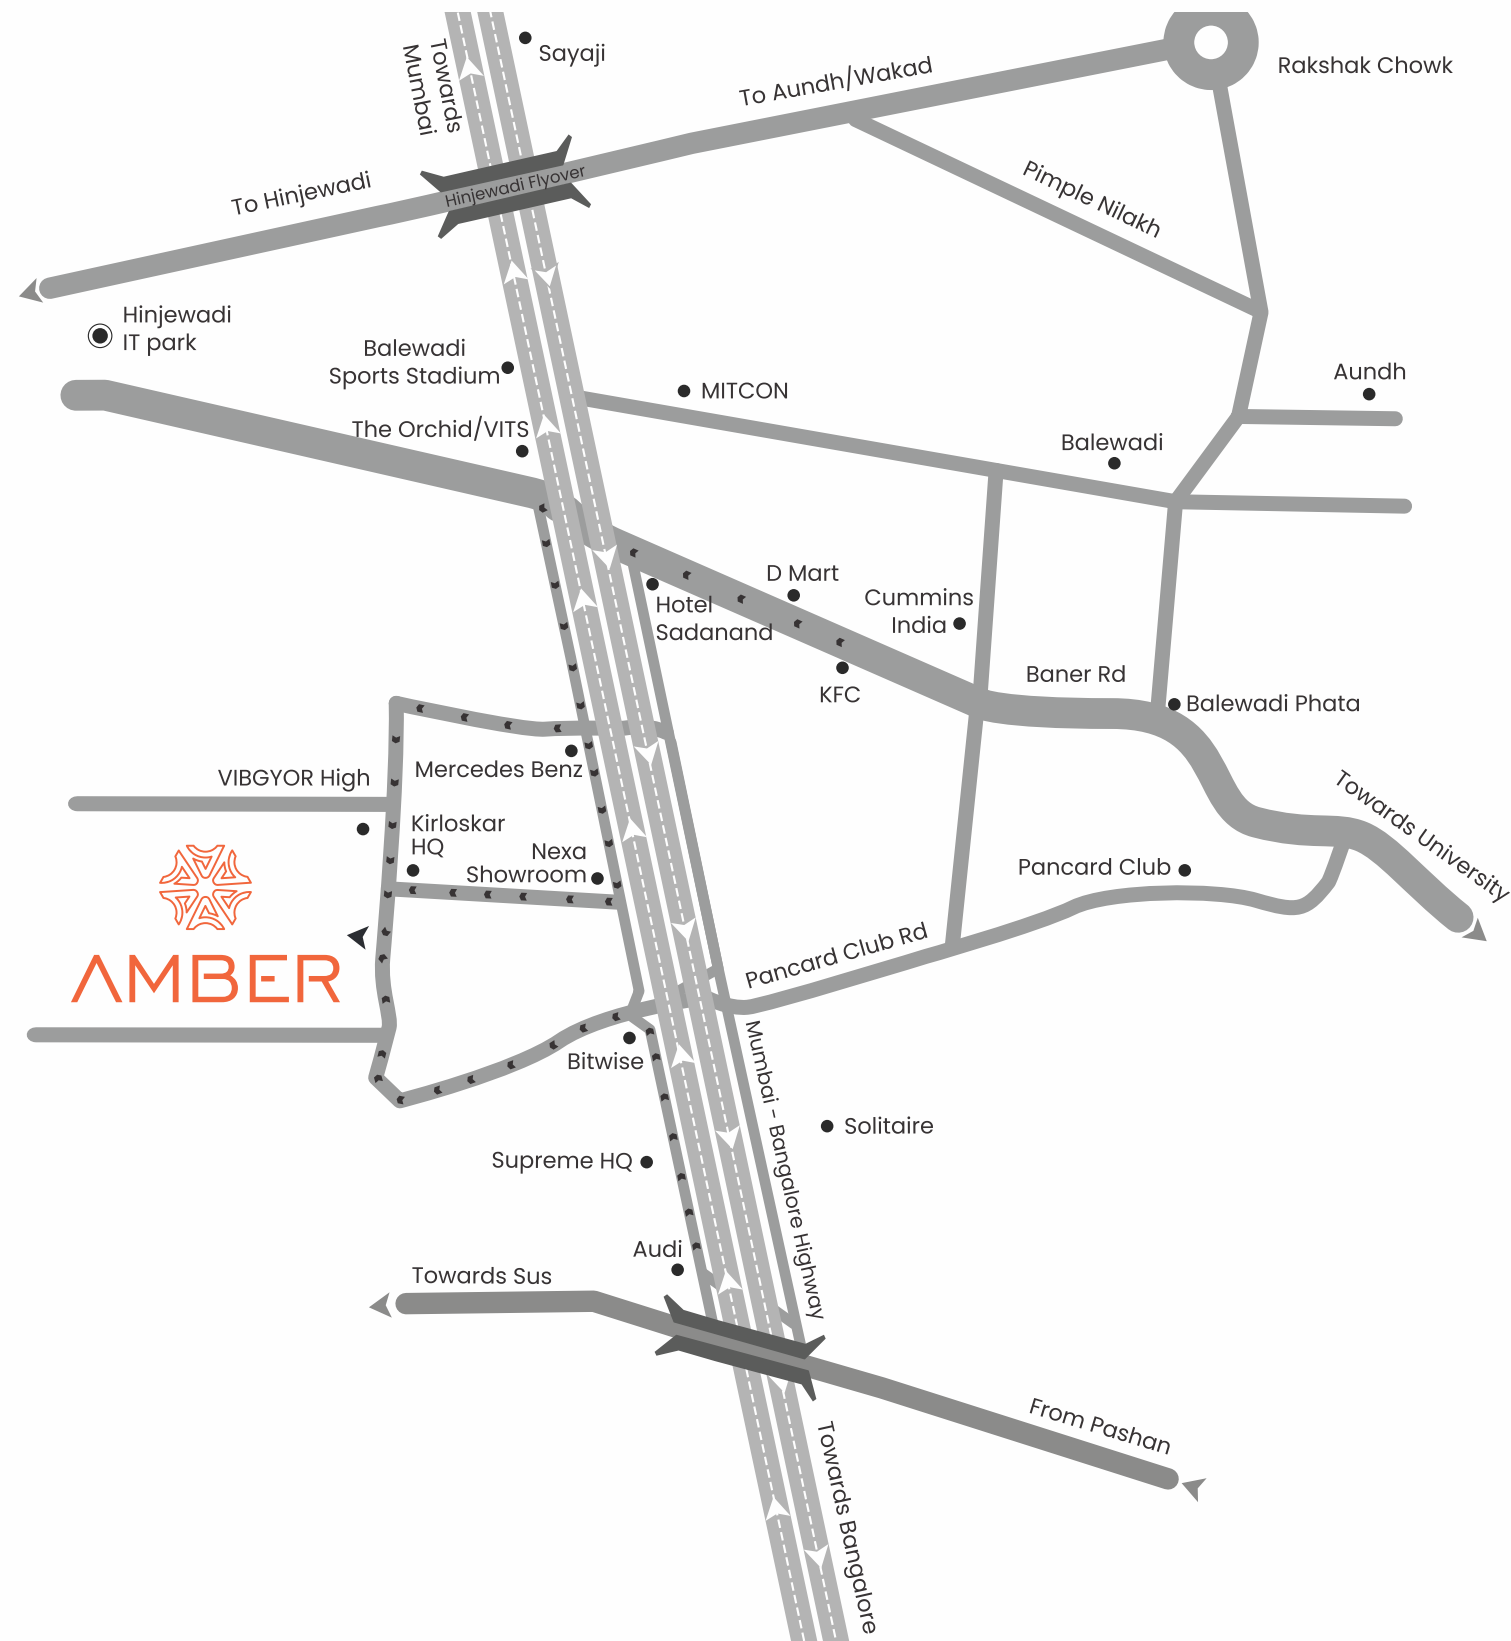 Sayaji
Towards
Mumbai
To Aundh/Wakad
Rakshak Chowk
To Hinjewadi
Hinjewadi Flyover
Pimple Nilakh
Hinjewadi
IT park
Balewadi
Sports Stadium
MITCON
Aundh
The Orchid/VITS
Balewadi
D Mart
Hotel
Sadanand
Cummins
India
KFC
Baner Rd
Balewadi Phata
Mercedes Benz
VIBGYOR High
Towards University
Kirloskar
HQ
Nexa
Showroom
Pancard Club
AMBER
Pancard Club Rd
Bitwise
Mumbai - Bangalore Highway
Solitaire
Supreme HQ
Audi
Towards Sus
From Pashan
Towards Bangalore